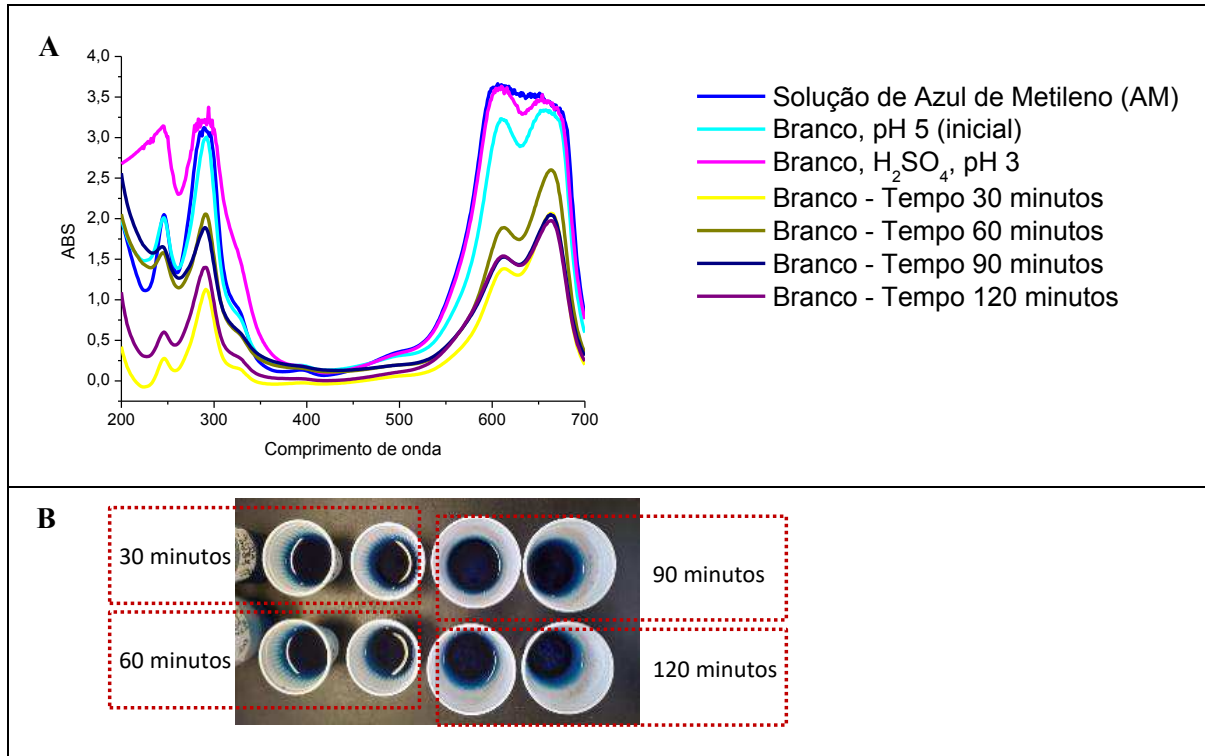 A
4,0
3,5
3,0
2,5
2,0
1,5
1,0
0,5
0,0
ABS
200
300
400
500
600
700
Comprimento de onda
Solução de Azul de Metileno (AM)
Branco, pH 5 (inicial)
Branco, H₂SO₄, pH 3
Branco - Tempo 30 minutos
Branco - Tempo 60 minutos
Branco - Tempo 90 minutos
Branco - Tempo 120 minutos
B
30 minutos
90 minutos
60 minutos
120 minutos